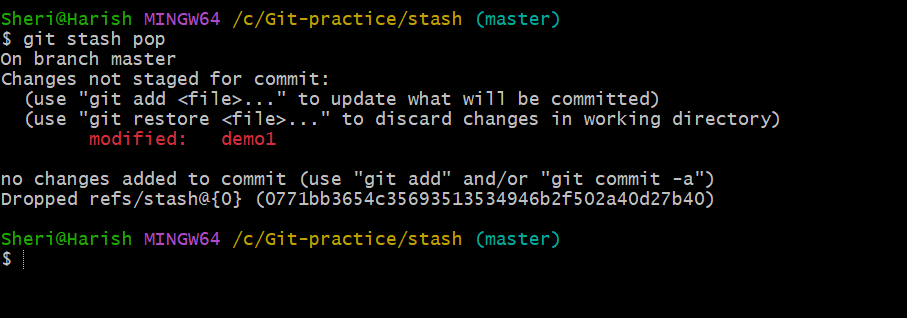 Sheri@Harish MINGW64 /c/Git-practice/stash (master)
$ git stash pop
On branch master
Changes not staged for commit:
  (use "git add <file>..." to update what will be committed)
  (use "git restore <file>..." to discard changes in working directory)
        modified:   demo1

no changes added to commit (use "git add" and/or "git commit -a")
Dropped refs/stash@{0} (0771bb3654c35693513534946b2f502a40d27b40)

Sheri@Harish MINGW64 /c/Git-practice/stash (master)
$